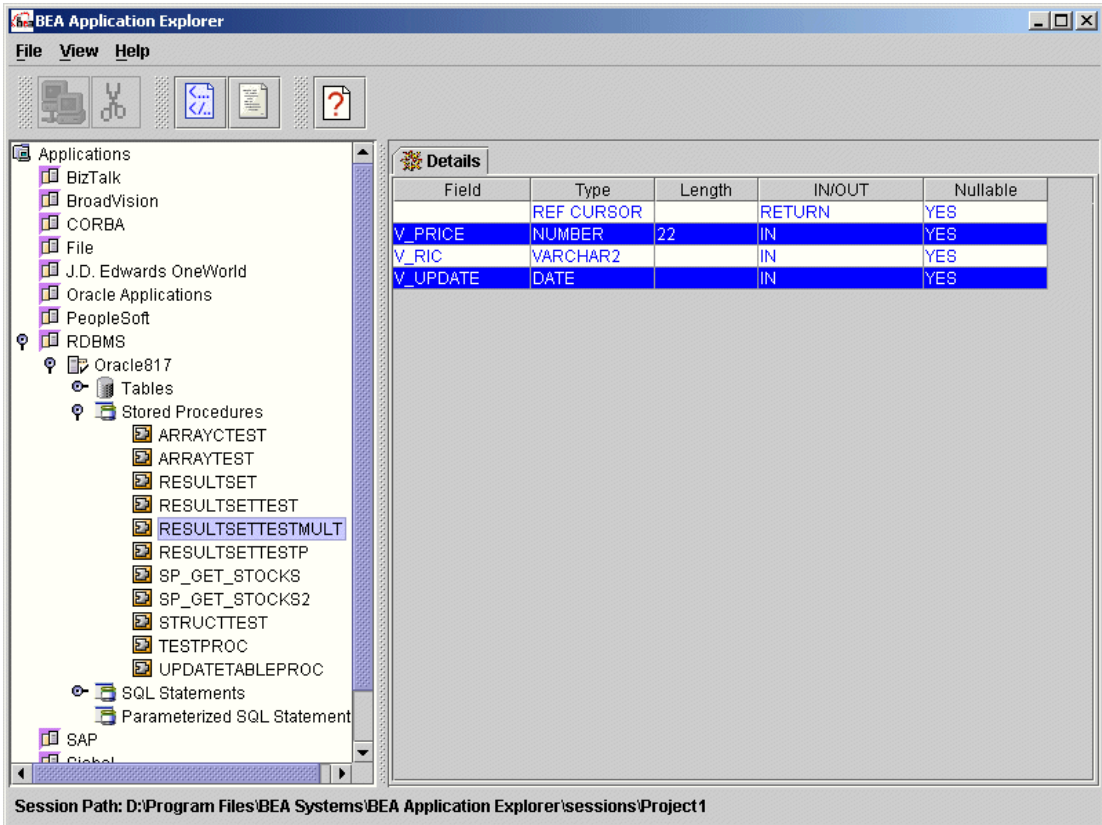 BEA Application Explorer
File View Help
Applications
BizTalk
BroadVision
CORBA
File
J.D. Edwards OneWorld
Oracle Applications
PeopleSoft
RDBMS
Oracle817
Tables
Stored Procedures
ARRAYCTEST
ARRAYTEST
RESULTSET
RESULTSETTEST
RESULTSETTESTMULT
RESULTSETTESTP
SP_GET_STOCKS
SP_GET_STOCKS2
STRUCTTEST
TESTPROC
UPDATETABLEPROC
SQL Statements
Parameterized SQL Statement
SAP
Details
Field Type Length IN/OUT Nullable
REF CURSOR RETURN YES
V_PRICE NUMBER 22 IN YES
V_RIC VARCHAR2 IN YES
V_UPDATE DATE IN YES
Session Path: D:\Program Files\BEA Systems\BEA Application Explorer\sessions\Project1